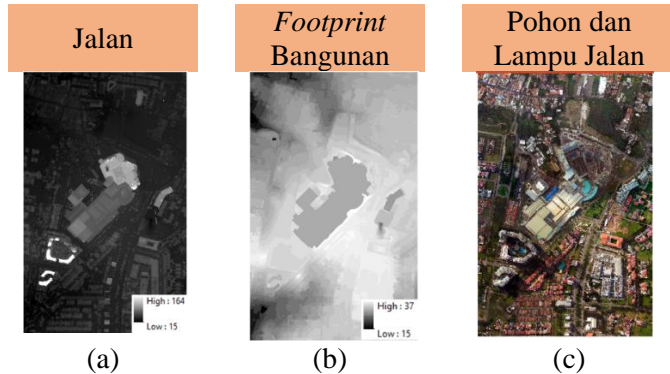 Jalan
Footprint
Bangunan
Pohon dan
Lampu Jalan
High : 164
Low : 15
High : 37
Low : 15
(a)
(b)
(c)